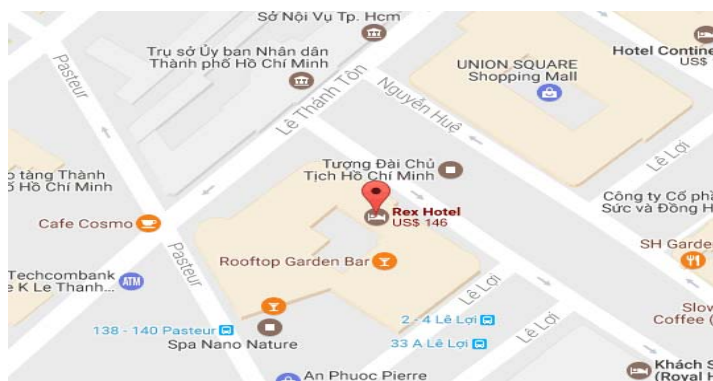 Sở Nội Vụ Tp. Hcm
Trụ sở Ủy ban Nhân dân
Thành phố Hồ Chí Minh
Pasteur
Lê Thánh Tôn
UNION SQUARE
Shopping Mall
Hotel Contine
US$
Nguyễn Huệ
Lê Lợi
o tàng Thành
ố Hồ Chí Minh
Tượng Đài Chủ
Tịch Hồ Chí Minh
Rex Hotel
US$ 146
Công ty Cổ ph
Sức và Đồng H
Cafe Cosmo
Pasteur
SH Garde
Rooftop Garden Bar
Lê Lợi
Techcombank
e K Le Thanh...
ATM
Slow
Coffee (
138 - 140 Pasteur
2 - 4 Lê Lợi
Spa Nano Nature
33 A Lê Lợi
Lê Lợi
An Phuoc Pierre
Khách S
(Royal H